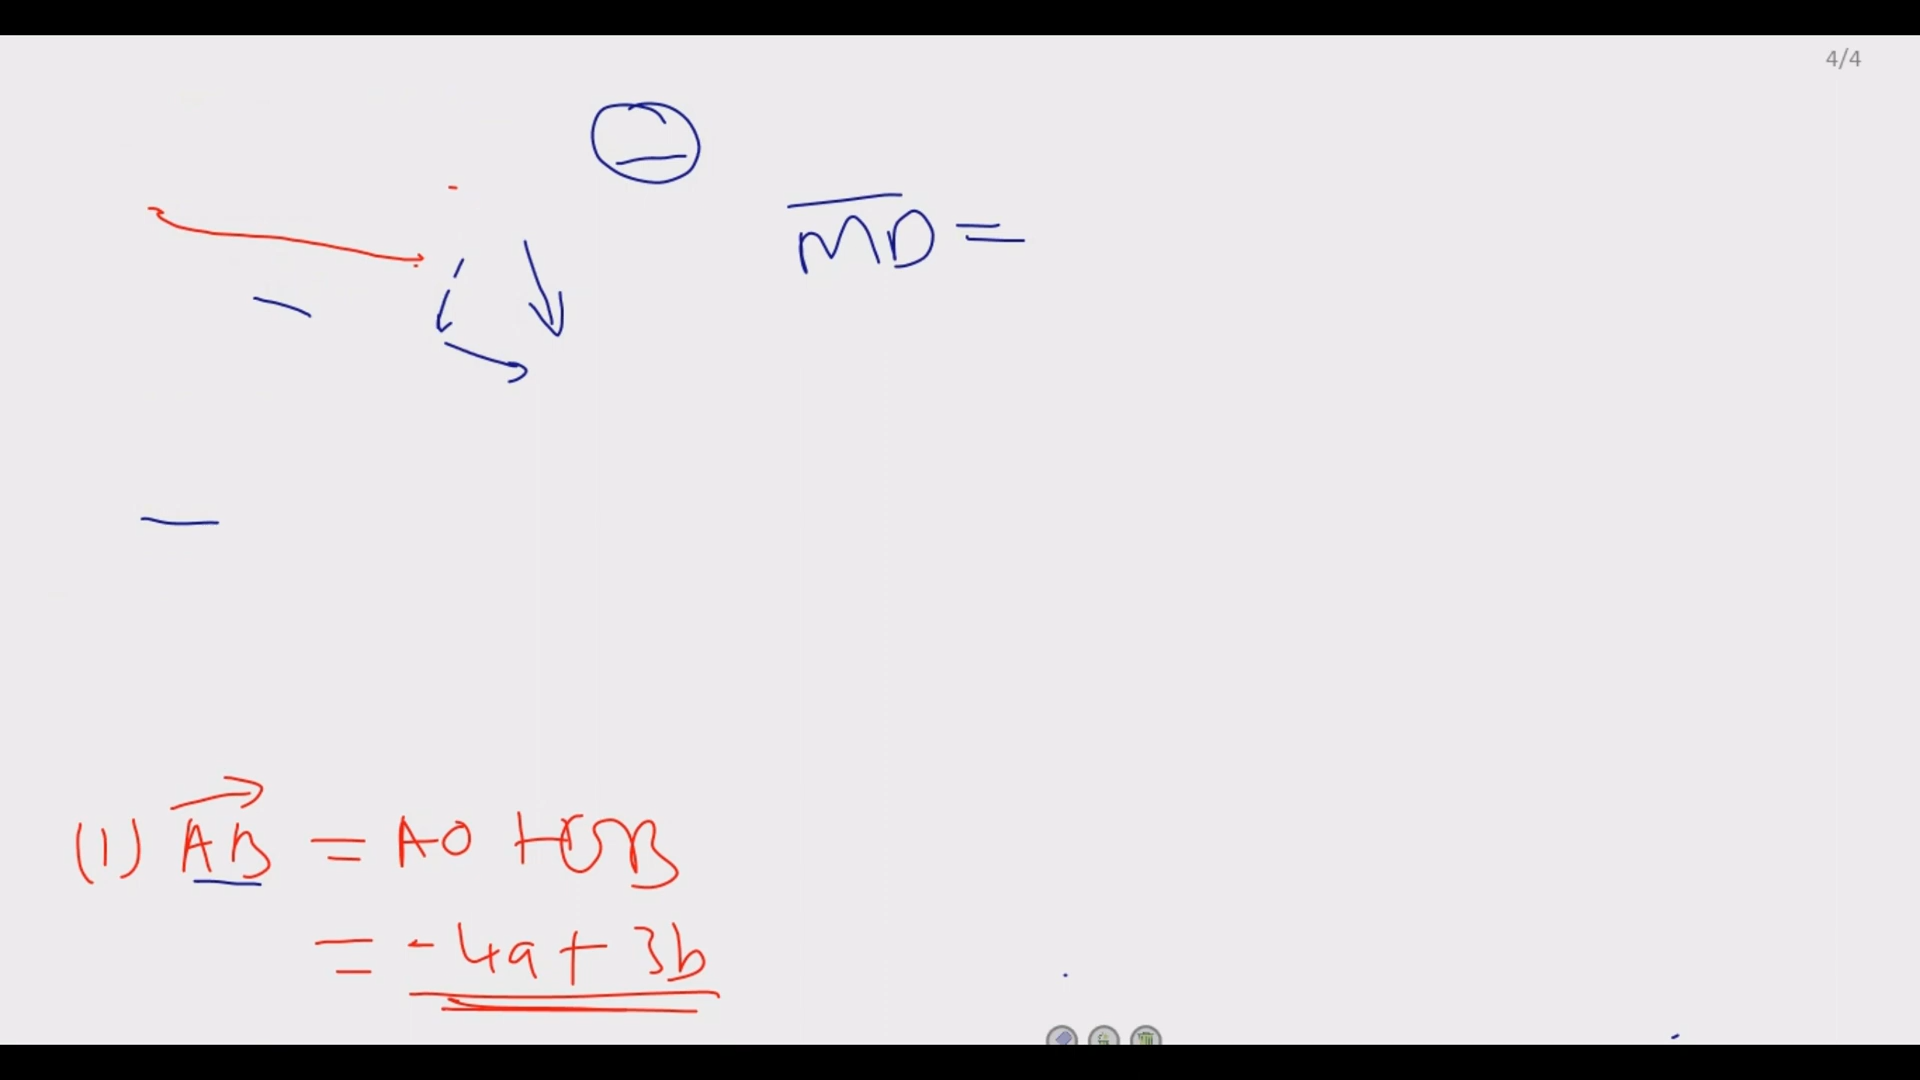 4/4
MD =
(1) AB = AO + OB
= -4a + 3b